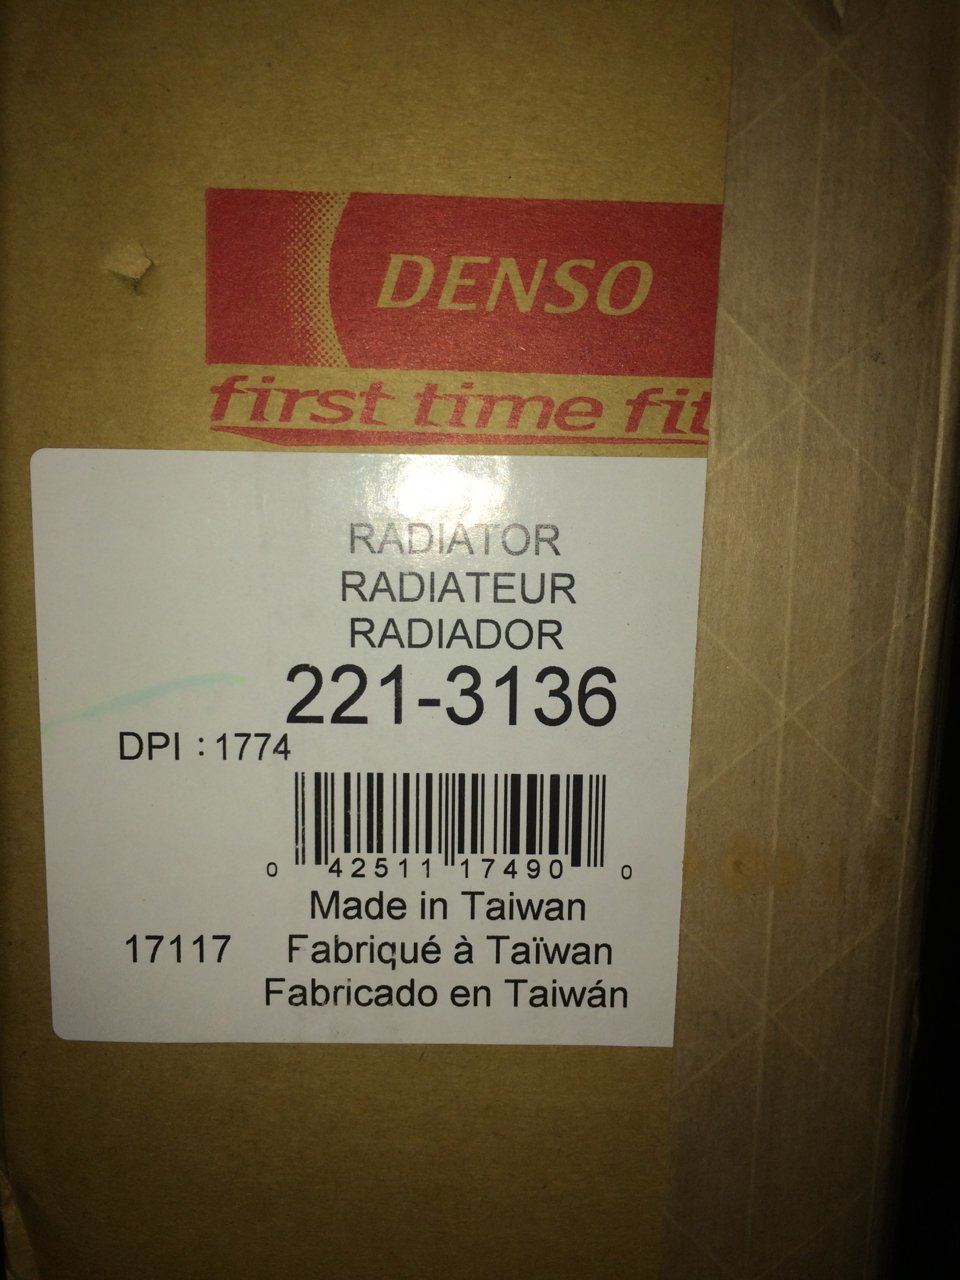 DENSO
first time fit
RADIATOR
RADIATEUR
RADIADOR
221-3136
DPI : 1774
0 42511 17490 0
Made in Taiwan
17117 Fabriqué à Taïwan
Fabricado en Taiwán